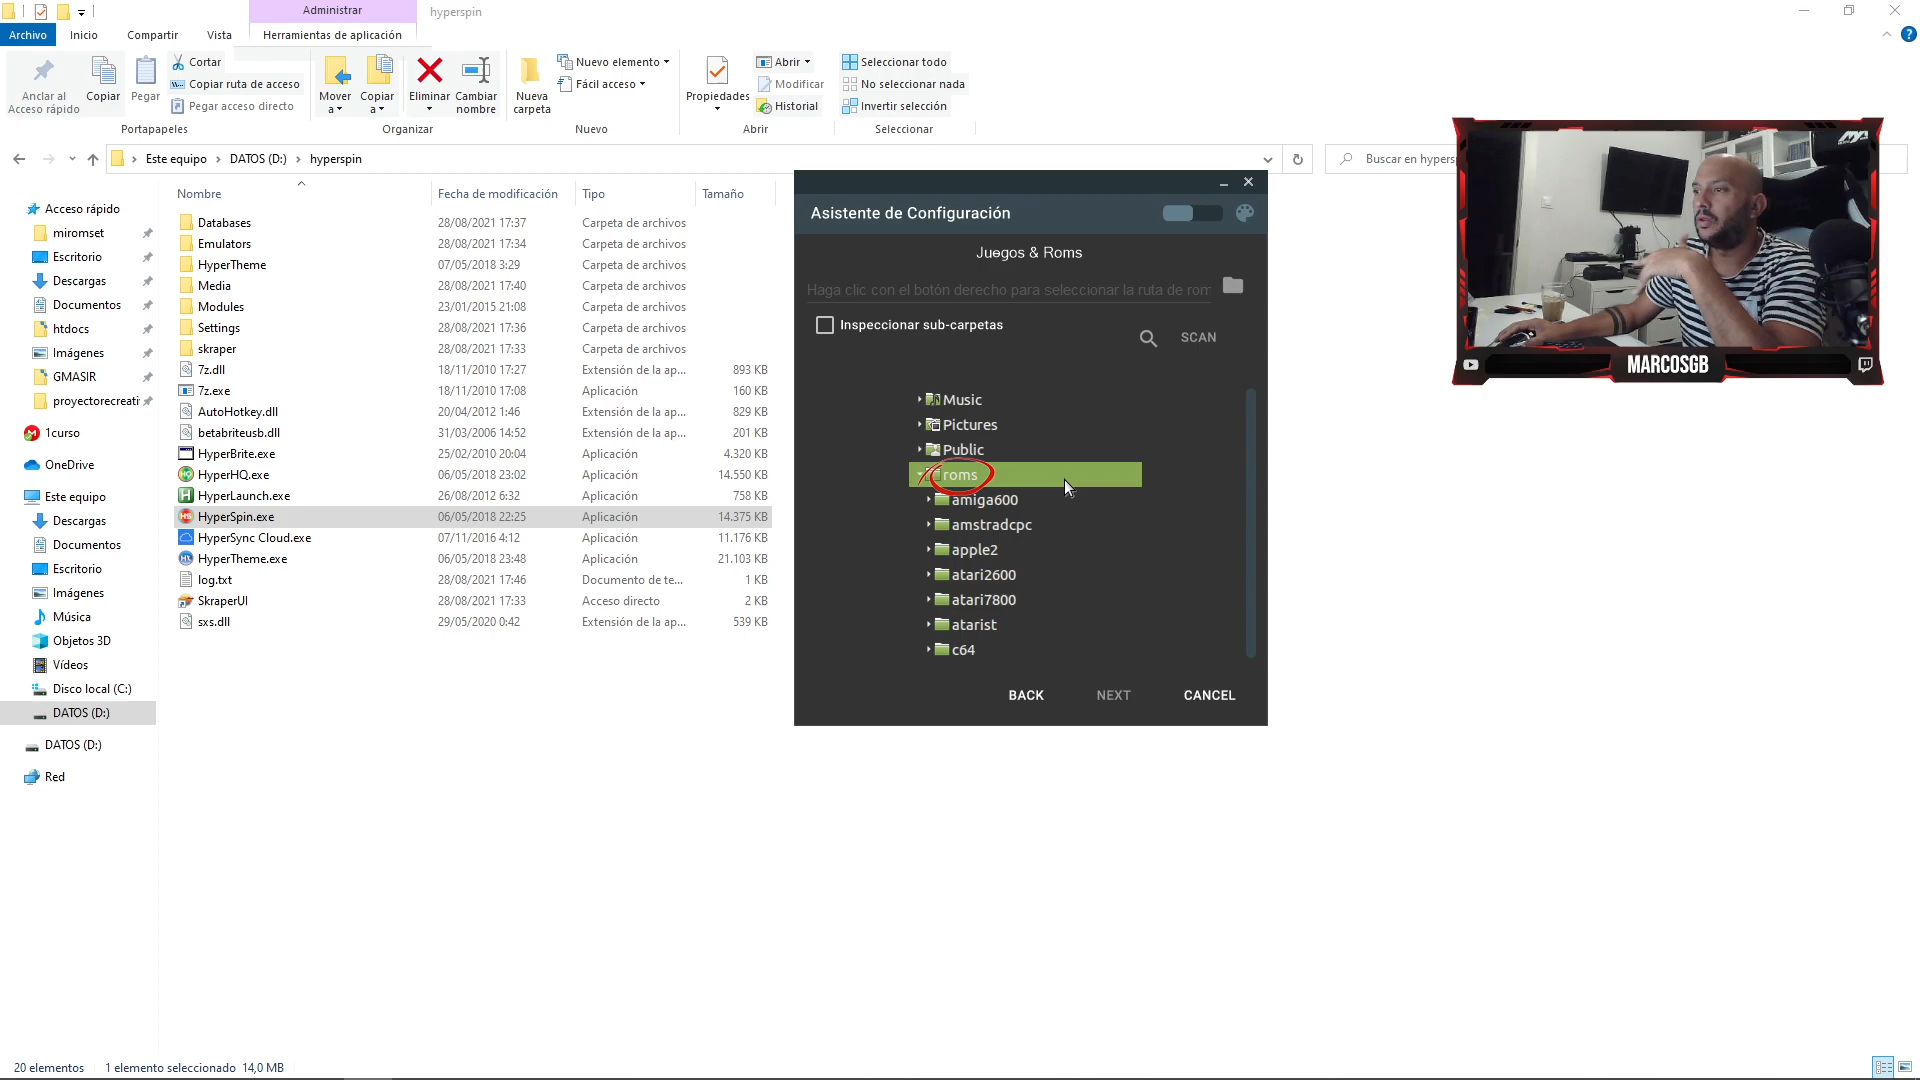 Administrar
hyperspin
Archivo
Inicio
Compartir
Vista
Herramientas de aplicación
Anclar al
Acceso rápido
Copiar
Pegar
Cortar
Copiar ruta de acceso
Pegar acceso directo
Portapapeles
Mover
a
Copiar
a
Eliminar
Cambiar
nombre
Organizar
Nueva
carpeta
Nuevo elemento
Fácil acceso
Nuevo
Propiedades
Abrir
Modificar
Historial
Abrir
Seleccionar todo
No seleccionar nada
Invertir selección
Seleccionar
Este equipo
DATOS (D:)
hyperspin
Buscar en hypers
Nombre
Fecha de modificación
Tipo
Tamaño
Acceso rápido
miromset
Escritorio
Descargas
Documentos
htdocs
Imágenes
GMASIR
proyectorecreati
1curso
OneDrive
Este equipo
Descargas
Documentos
Escritorio
Imágenes
Música
Objetos 3D
Vídeos
Disco local (C:)
DATOS (D:)
DATOS (D:)
Red
Databases 28/08/2021 17:37 Carpeta de archivos
Emulators 28/08/2021 17:34 Carpeta de archivos
HyperTheme 07/05/2018 3:29 Carpeta de archivos
Media 28/08/2021 17:40 Carpeta de archivos
Modules 23/01/2015 21:08 Carpeta de archivos
Settings 28/08/2021 17:36 Carpeta de archivos
skraper 28/08/2021 17:33 Carpeta de archivos
7z.dll 18/11/2010 17:27 Extensión de la ap... 893 KB
7z.exe 18/11/2010 17:08 Aplicación 160 KB
AutoHotkey.dll 20/04/2012 1:46 Extensión de la ap... 829 KB
betabriteusb.dll 31/03/2006 14:52 Extensión de la ap... 201 KB
HyperBrite.exe 25/02/2010 20:04 Aplicación 4.320 KB
HyperHQ.exe 06/05/2018 23:02 Aplicación 14.550 KB
HyperLaunch.exe 26/08/2012 6:32 Aplicación 758 KB
HyperSpin.exe 06/05/2018 22:25 Aplicación 14.375 KB
HyperSync Cloud.exe 07/11/2016 4:12 Aplicación 11.176 KB
HyperTheme.exe 06/05/2018 23:48 Aplicación 21.103 KB
log.txt 28/08/2021 17:46 Documento de te... 1 KB
SkraperUI 28/08/2021 17:33 Acceso directo 2 KB
sxs.dll 29/05/2020 0:42 Extensión de la ap... 539 KB
Asistente de Configuración
Juegos & Roms
Haga clic con el botón derecho para seleccionar la ruta de rom
Inspeccionar sub-carpetas
SCAN
Music
Pictures
Public
roms
amiga600
amstradcpc
apple2
atari2600
atari7800
atarist
c64
BACK
NEXT
CANCEL
MARCOSGB
20 elementos
1 elemento seleccionado 14,0 MB